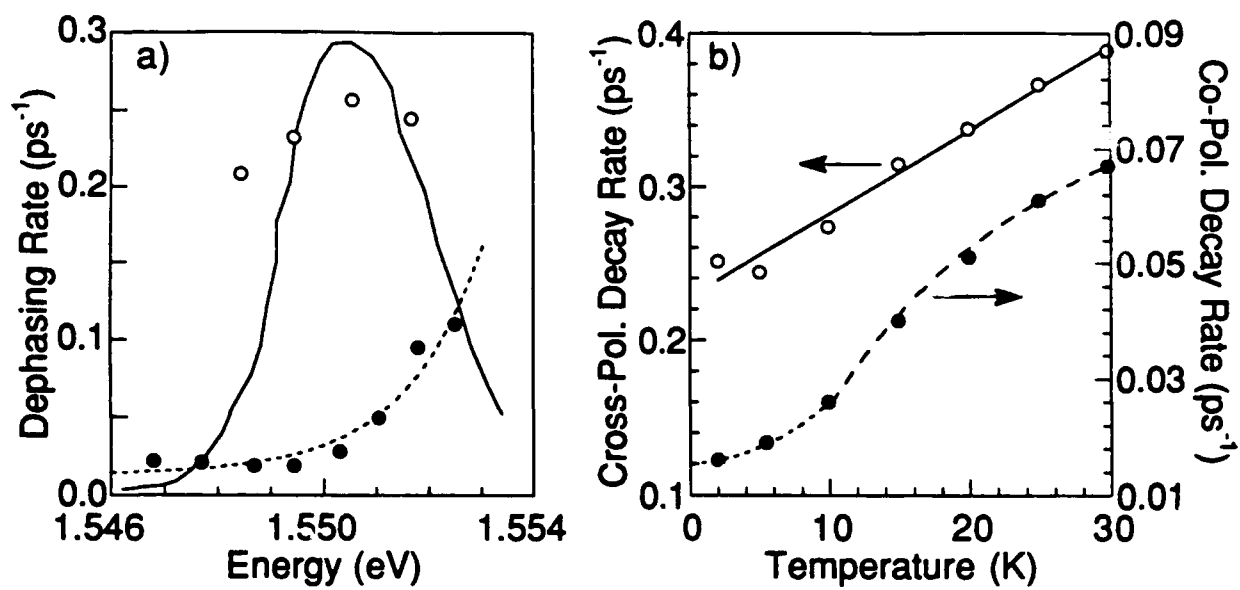 a)
0.3
0.2
0.1
0.0
Dephasing Rate (ps⁻¹)
1.546
1.550
1.554
Energy (eV)
b)
0.4
0.3
0.2
0.1
Cross-Pol. Decay Rate (ps⁻¹)
0.09
0.07
0.05
0.03
0.01
Co-Pol. Decay Rate (ps⁻¹)
0
10
20
30
Temperature (K)